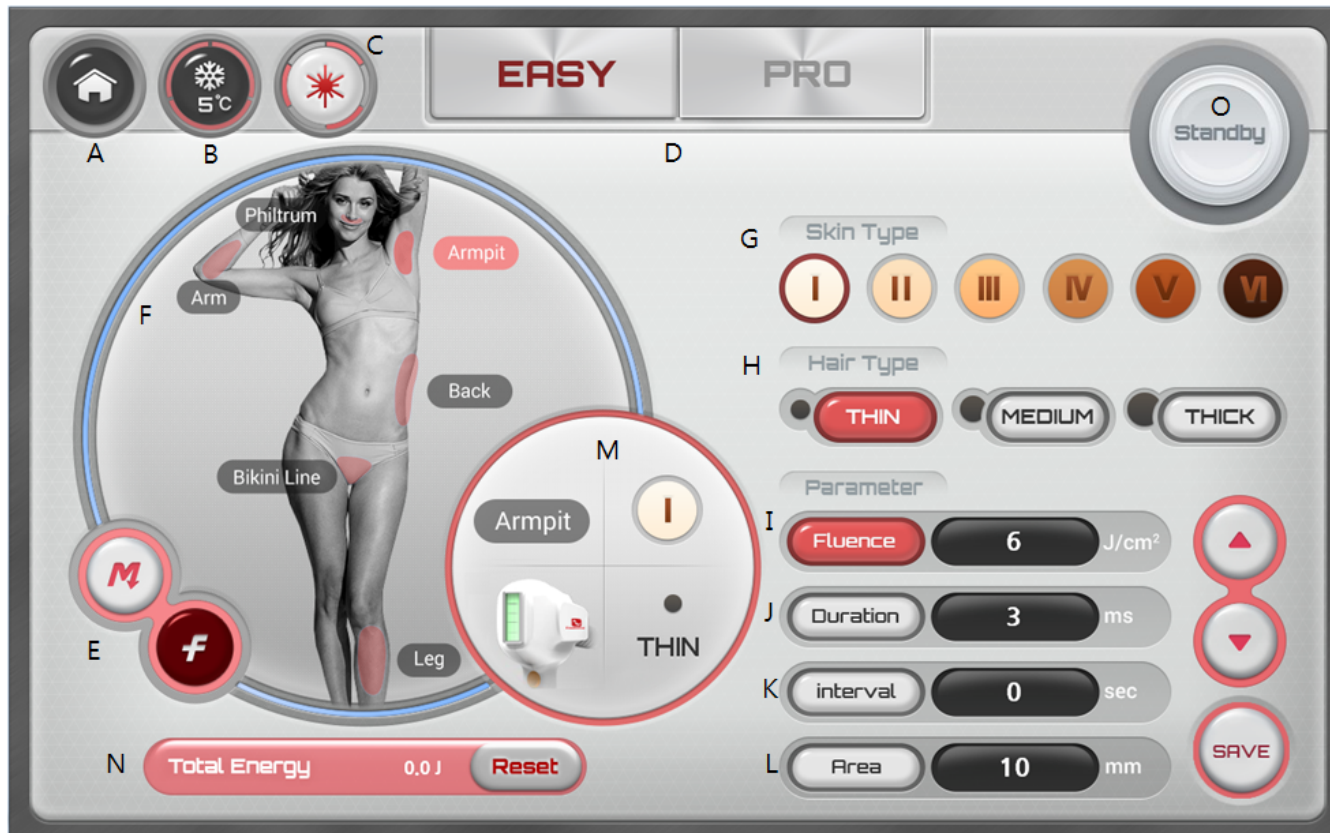 C
EASY PRO
5℃
O
Standby
A B D
Philtrum
G Skin Type
Armpit
I II III IV V VI
Arm
F
H Hair Type
Back
THIN MEDIUM THICK
M
Bikini Line
Parameter
I
Armpit
I Fluence 6 J/cm²
M
J Duration 3 ms
E f
THIN
Leg
K interval 0 sec
N Total Energy 0.0 J Reset
L Area 10 mm
SAVE